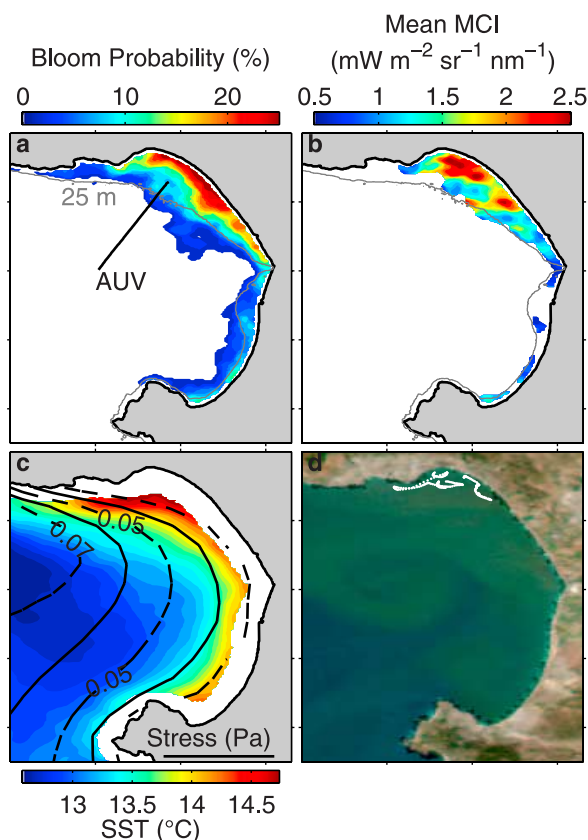 Bloom Probability (%)
0 10 20
Mean MCI
(mW m⁻² sr⁻¹ nm⁻¹)
0.5 1 1.5 2 2.5
a
25 m
AUV
b
c
0.05
0.07
0.05
Stress (Pa)
d
13 13.5 14 14.5
SST (°C)